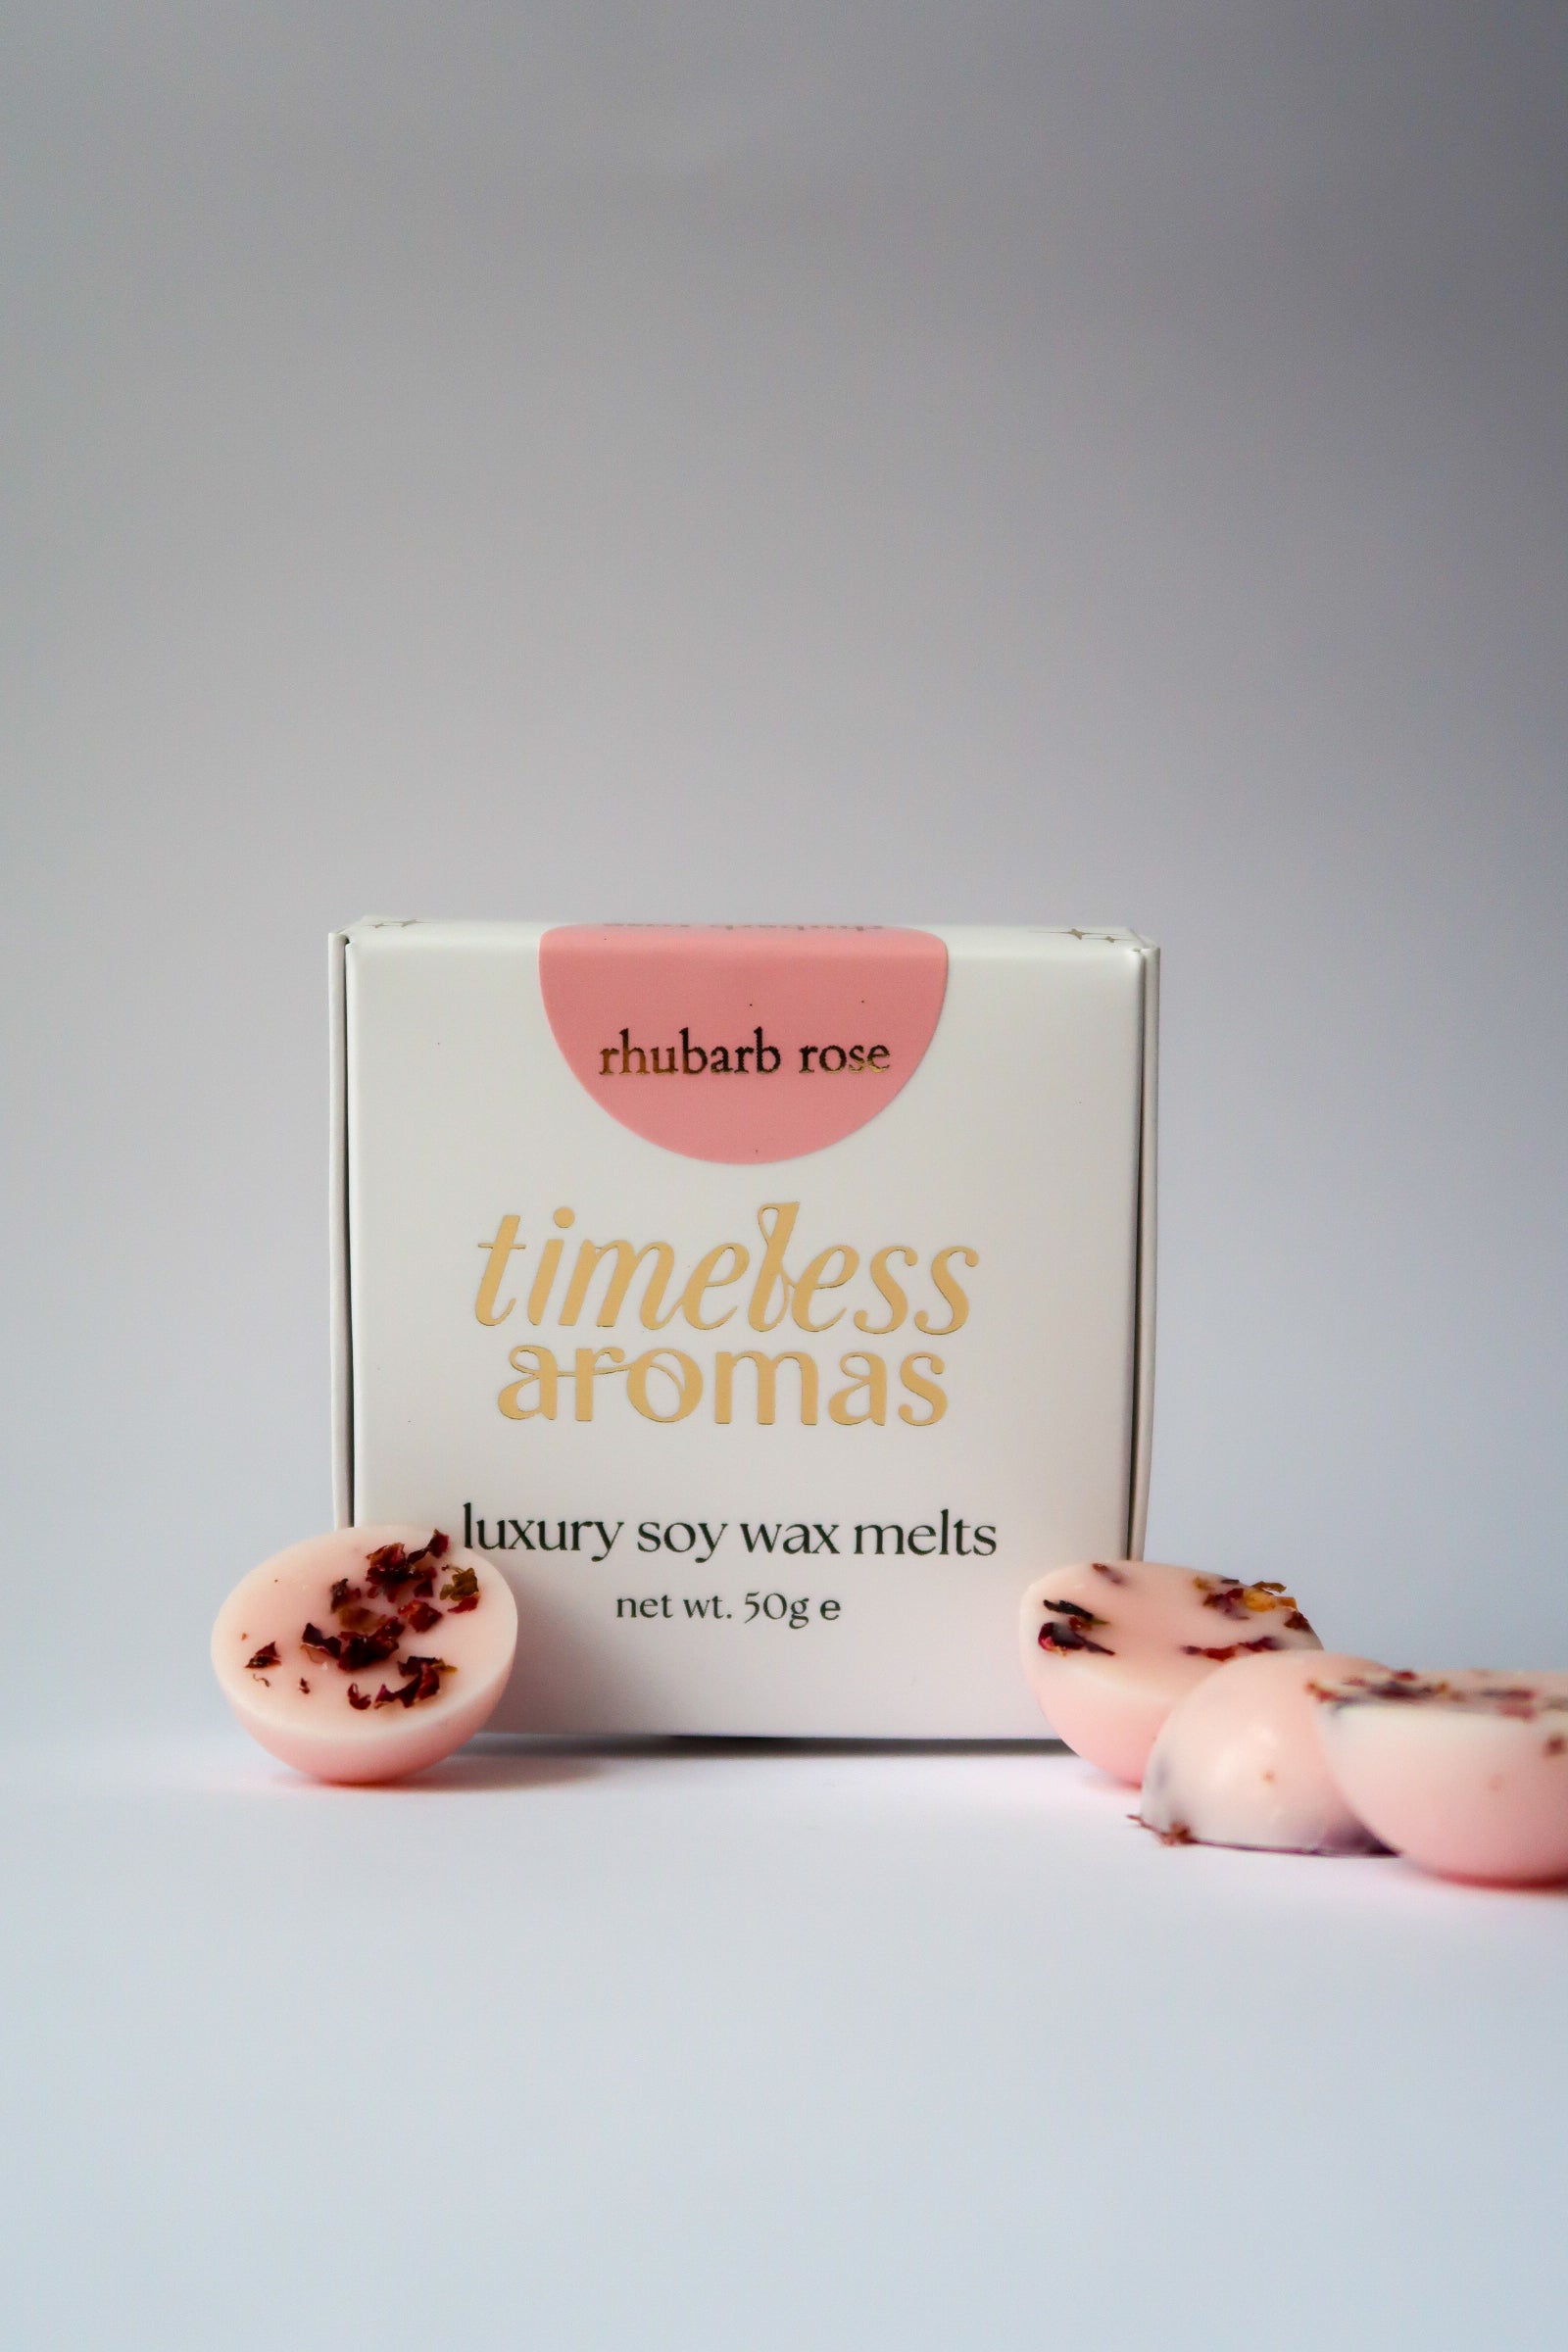 rhubarb rose
timeless
aromas
luxury soy wax melts
net wt. 50g e